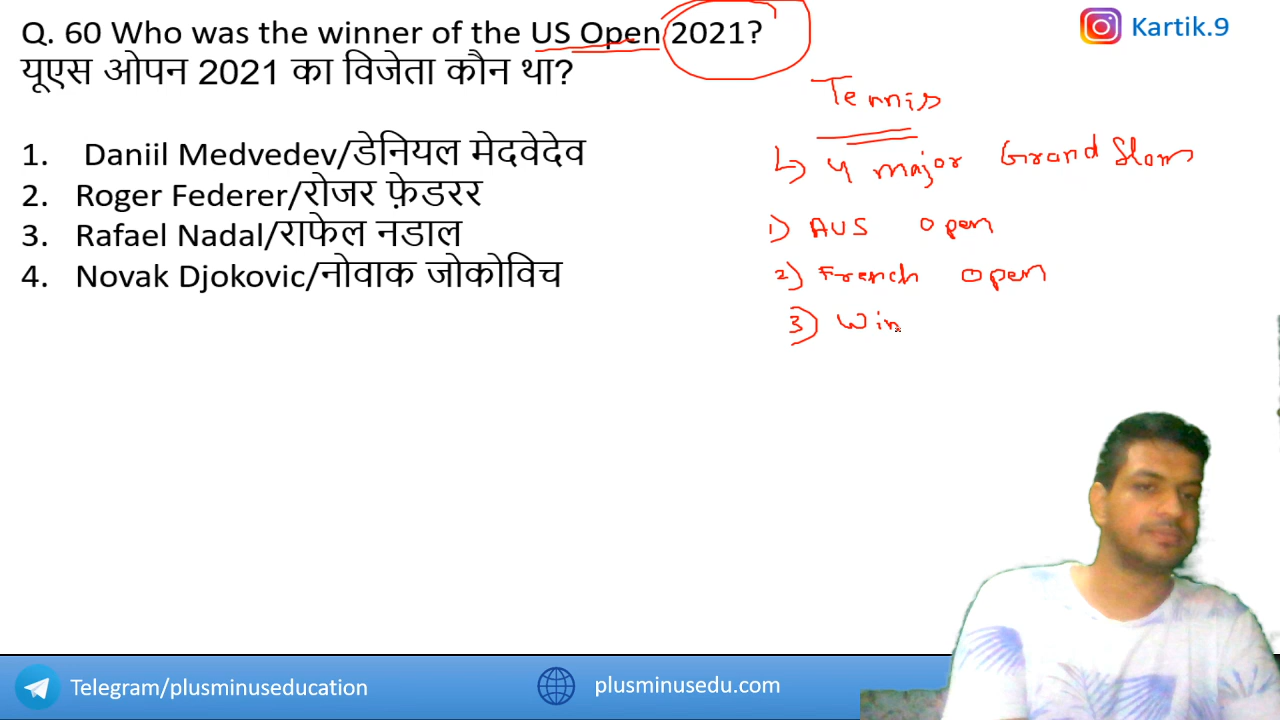 Q. 60 Who was the winner of the US Open 2021?
यूएस ओपन 2021 का विजेता कौन था?
1. Daniil Medvedev/डेनियल मेदवेदेव
2. Roger Federer/रोजर फ़ेडरर
3. Rafael Nadal/राफेल नडाल
4. Novak Djokovic/नोवाक जोकोविच
Kartik.9
Tennis
4 major Grand Slam
1) AUS open
2) French open
3) Win
Telegram/plusminuseducation
plusminusedu.com